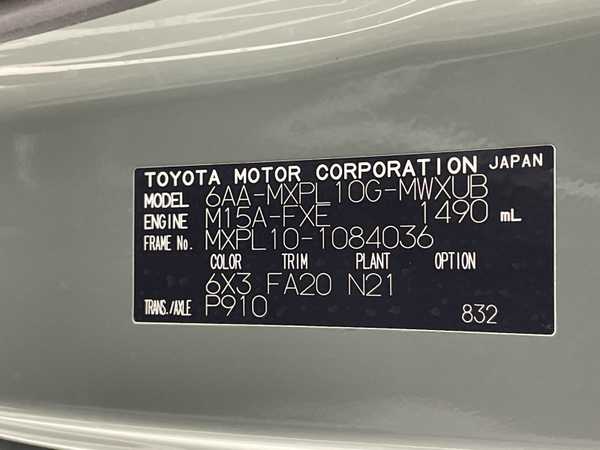 TOYOTA MOTOR CORPORATION JAPAN
MODEL 6AA-MXPL10G-MWXUB
ENGINE M15A-FXE 1490 mL
FRAME No. MXPL10-1084036
COLOR TRIM PLANT OPTION
6X3 FA20 N21
TRANS./AXLE P910 832